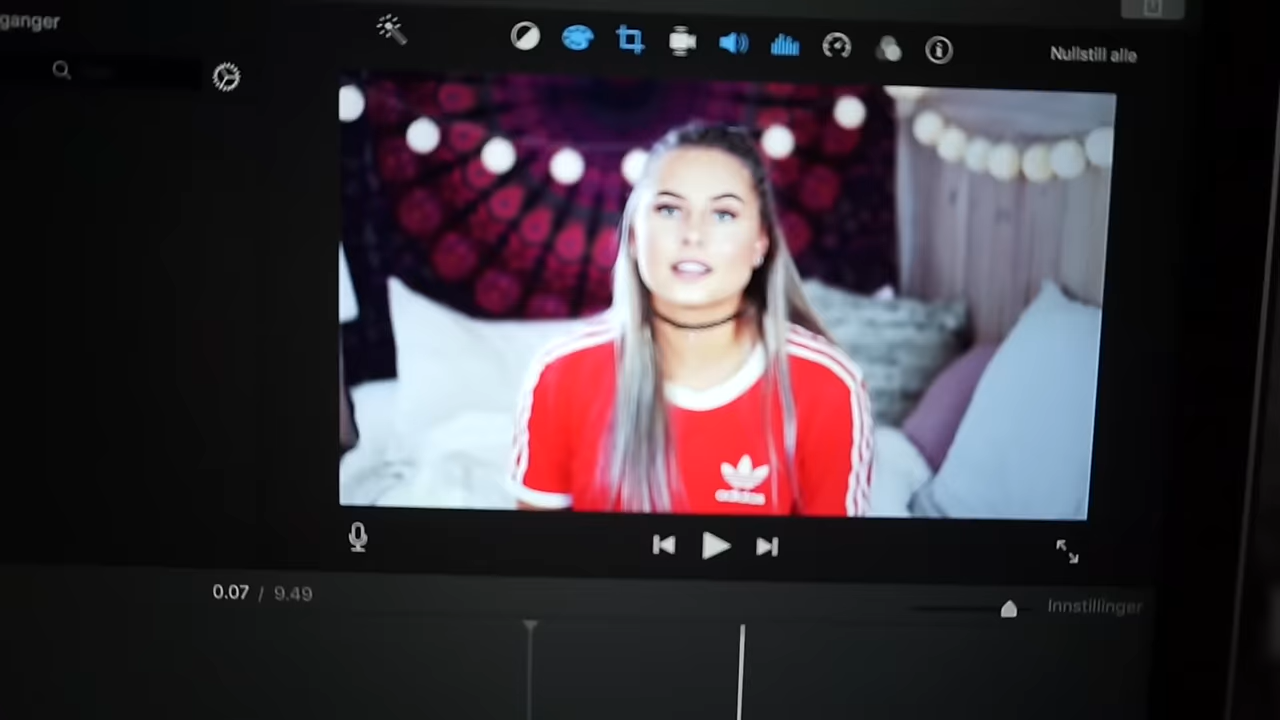 ganger
Nullstill alle
adidas
0.07 / 9.49
Innstillinger